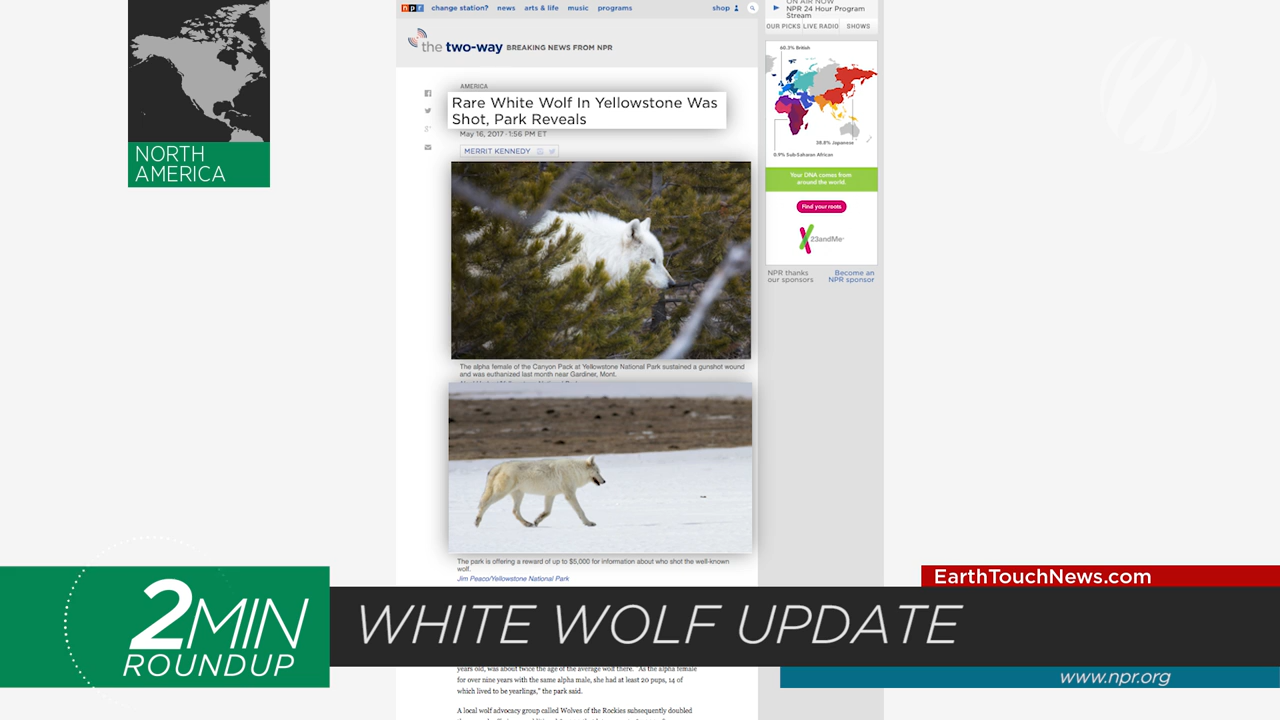 NORTH
AMERICA
npr change station? news arts & life music programs shop
the two-way BREAKING NEWS FROM NPR
AMERICA
Rare White Wolf In Yellowstone Was
Shot, Park Reveals
May 16, 2017 · 1:56 PM ET
MERRIT KENNEDY
The alpha female of the Canyon Pack at Yellowstone National Park sustained a gunshot wound
and was euthanized last month near Gardiner, Mont.
The park is offering a reward of up to $5,000 for information about who shot the well-known
wolf.
Jim Peaco/Yellowstone National Park
ON AIR NOW
NPR 24 Hour Program
Stream
OUR PICKS LIVE RADIO SHOWS
60.3% British
38.8% Japanese
0.9% Sub-Saharan African
Your DNA comes from
around the world.
Find your roots
23andMe
NPR thanks
our sponsors
Become an
NPR sponsor
EarthTouchNews.com
2MIN
ROUNDUP
WHITE WOLF UPDATE
www.npr.org
years old, was about twice the age of the average wolf there. "As the alpha female
for over nine years with the same alpha male, she had at least 20 pups, 14 of
which lived to be yearlings," the park said.
A local wolf advocacy group called Wolves of the Rockies subsequently doubled